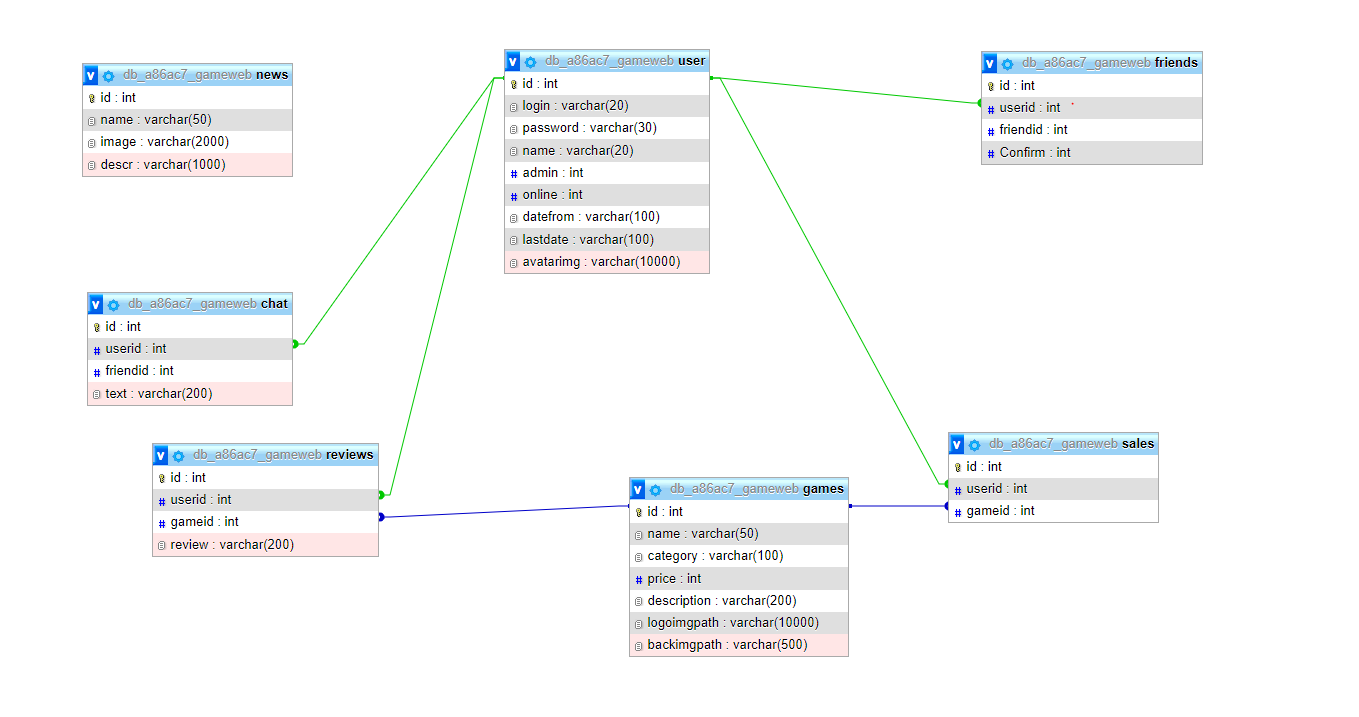 db_a86ac7_gameweb news
id : int
name : varchar(50)
image : varchar(2000)
descr : varchar(1000)
db_a86ac7_gameweb user
id : int
login : varchar(20)
password : varchar(30)
name : varchar(20)
admin : int
online : int
datefrom : varchar(100)
lastdate : varchar(100)
avatarimg : varchar(10000)
db_a86ac7_gameweb friends
id : int
userid : int
friendid : int
Confirm : int
db_a86ac7_gameweb chat
id : int
userid : int
friendid : int
text : varchar(200)
db_a86ac7_gameweb reviews
id : int
userid : int
gameid : int
review : varchar(200)
db_a86ac7_gameweb games
id : int
name : varchar(50)
category : varchar(100)
price : int
description : varchar(200)
logoimgpath : varchar(10000)
backimgpath : varchar(500)
db_a86ac7_gameweb sales
id : int
userid : int
gameid : int